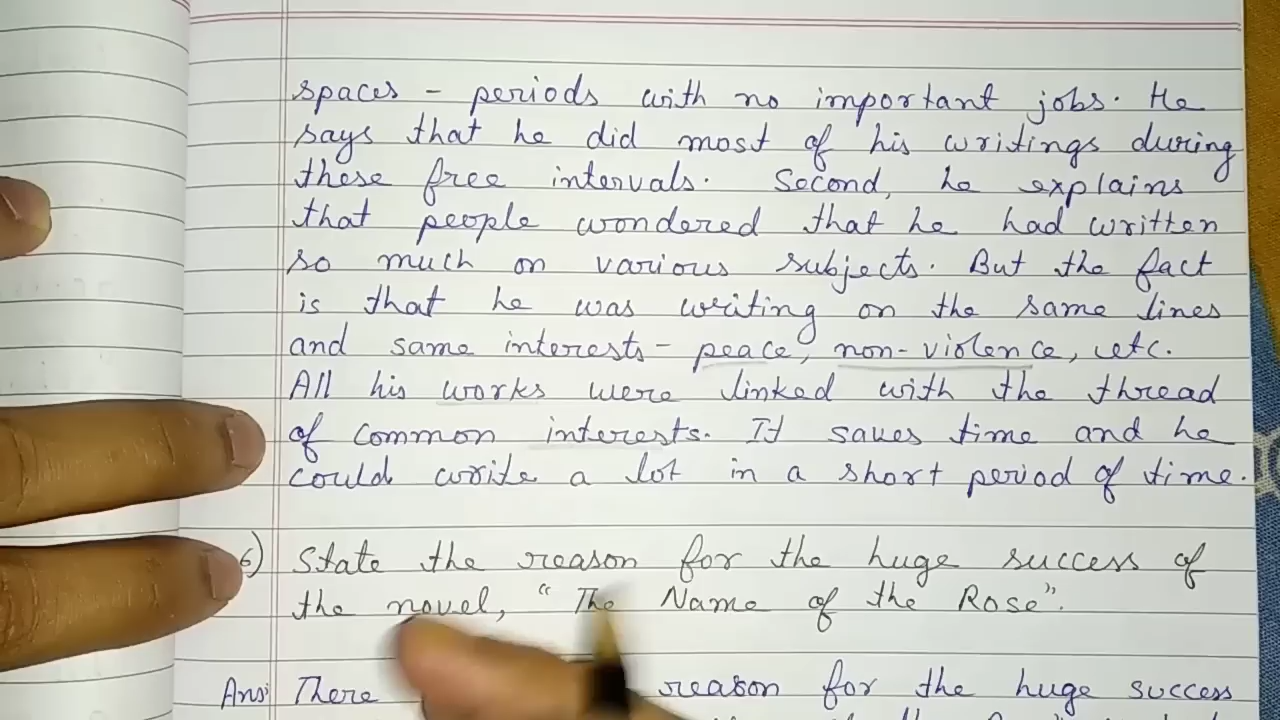 spaces - periods with no important jobs. He
says that he did most of his writings during
these free intervals. Second, he explains
that people wondered that he had written
so much on various subjects. But the fact
is that he was writing on the same lines
and same interests - peace, non-violence, etc.
All his works were linked with the thread
of common interests. It saves time and he
could write a lot in a short period of time.
6) State the reason for the huge success of
the novel, "The Name of the Rose".
Ans: There reason for the huge success